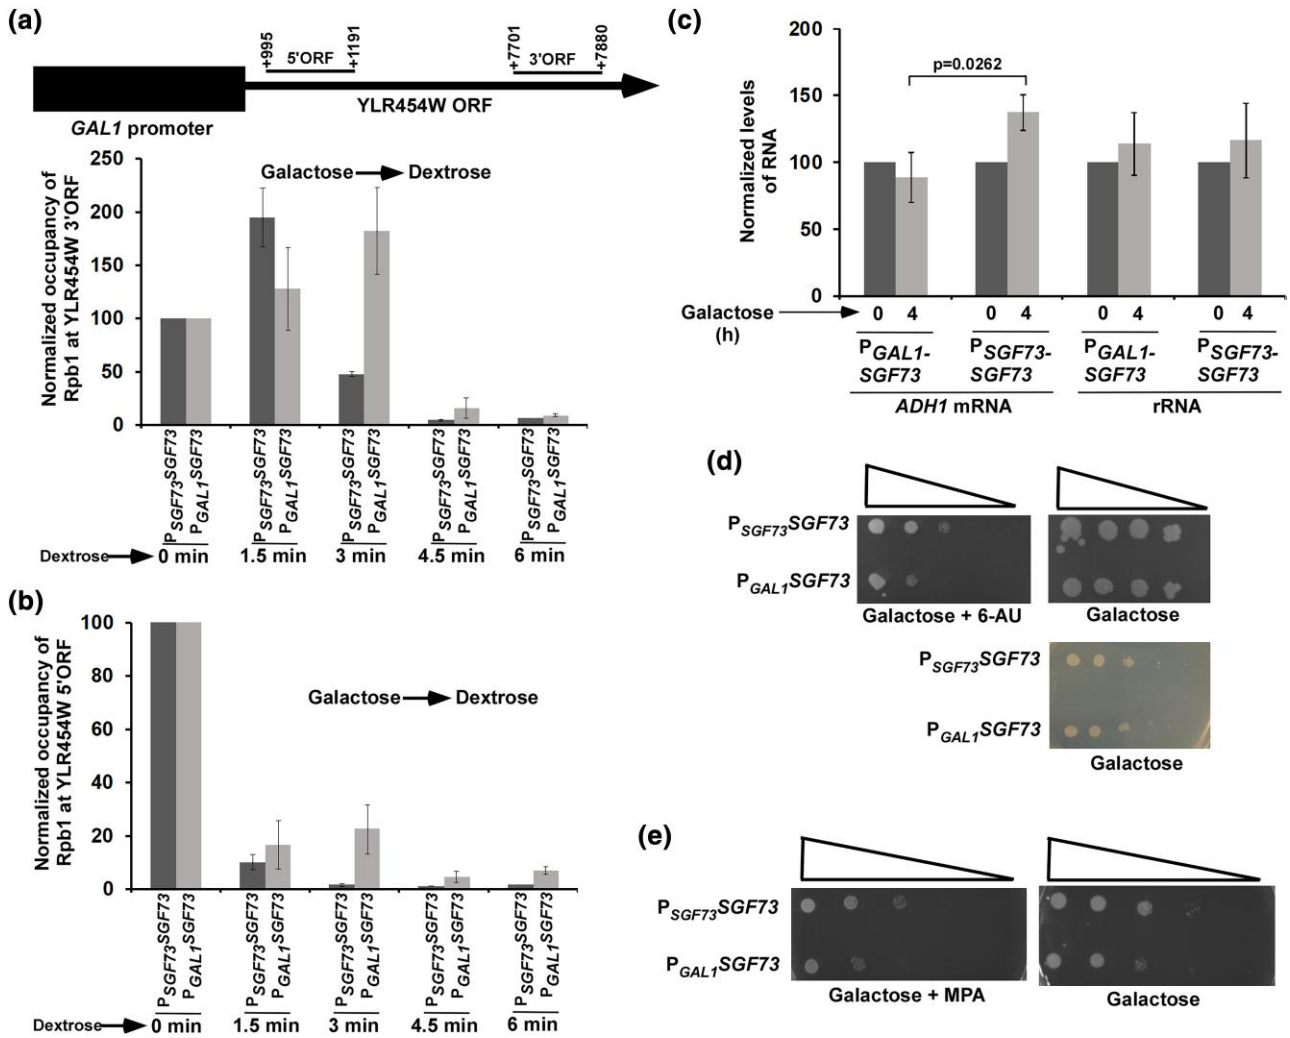 (a)
+995
5'ORF
+1191
+7701
3'ORF
+7880
YLR454W ORF
GAL1 promoter
Normalized occupancy of
Rpb1 at YLR454W 3'ORF
250
200
150
100
50
0
Galactose Dextrose
PSGF73SGF73
PGAL1SGF73
PSGF73SGF73
PGAL1SGF73
PSGF73SGF73
PGAL1SGF73
PSGF73SGF73
PGAL1SGF73
PSGF73SGF73
PGAL1SGF73
Dextrose 0 min 1.5 min 3 min 4.5 min 6 min
(b)
Normalized occupancy of
Rpb1 at YLR454W 5'ORF
100
80
60
40
20
0
Galactose Dextrose
PSGF73SGF73
PGAL1SGF73
PSGF73SGF73
PGAL1SGF73
PSGF73SGF73
PGAL1SGF73
PSGF73SGF73
PGAL1SGF73
PSGF73SGF73
PGAL1SGF73
Dextrose 0 min 1.5 min 3 min 4.5 min 6 min
(c)
Normalized levels
of RNA
200
150
100
50
0
p=0.0262
Galactose 0 4 0 4 0 4 0 4
(h)
PGAL1- PSGF73- PGAL1- PSGF73-
SGF73 SGF73 SGF73 SGF73
ADH1 mRNA rRNA
(d)
PSGF73SGF73
PGAL1SGF73
Galactose + 6-AU Galactose
PSGF73SGF73
PGAL1SGF73
Galactose
(e)
PSGF73SGF73
PGAL1SGF73
Galactose + MPA Galactose